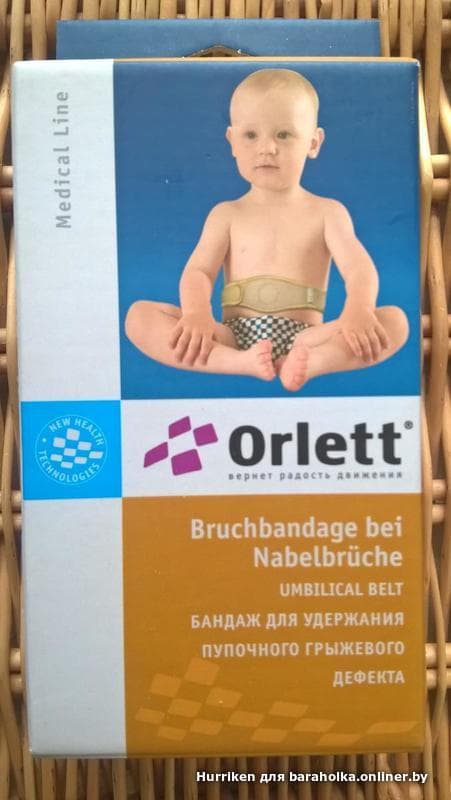 Medical Line
NEW HEALTH
TECHNOLOGIES
Orlett®
вернет радость движения
Bruchbandage bei
Nabelbrüche
UMBILICAL BELT
БАНДАЖ ДЛЯ УДЕРЖАНИЯ
ПУПОЧНОГО ГРЫЖЕВОГО
ДЕФЕКТА
Hurriken для baraholka.onliner.by